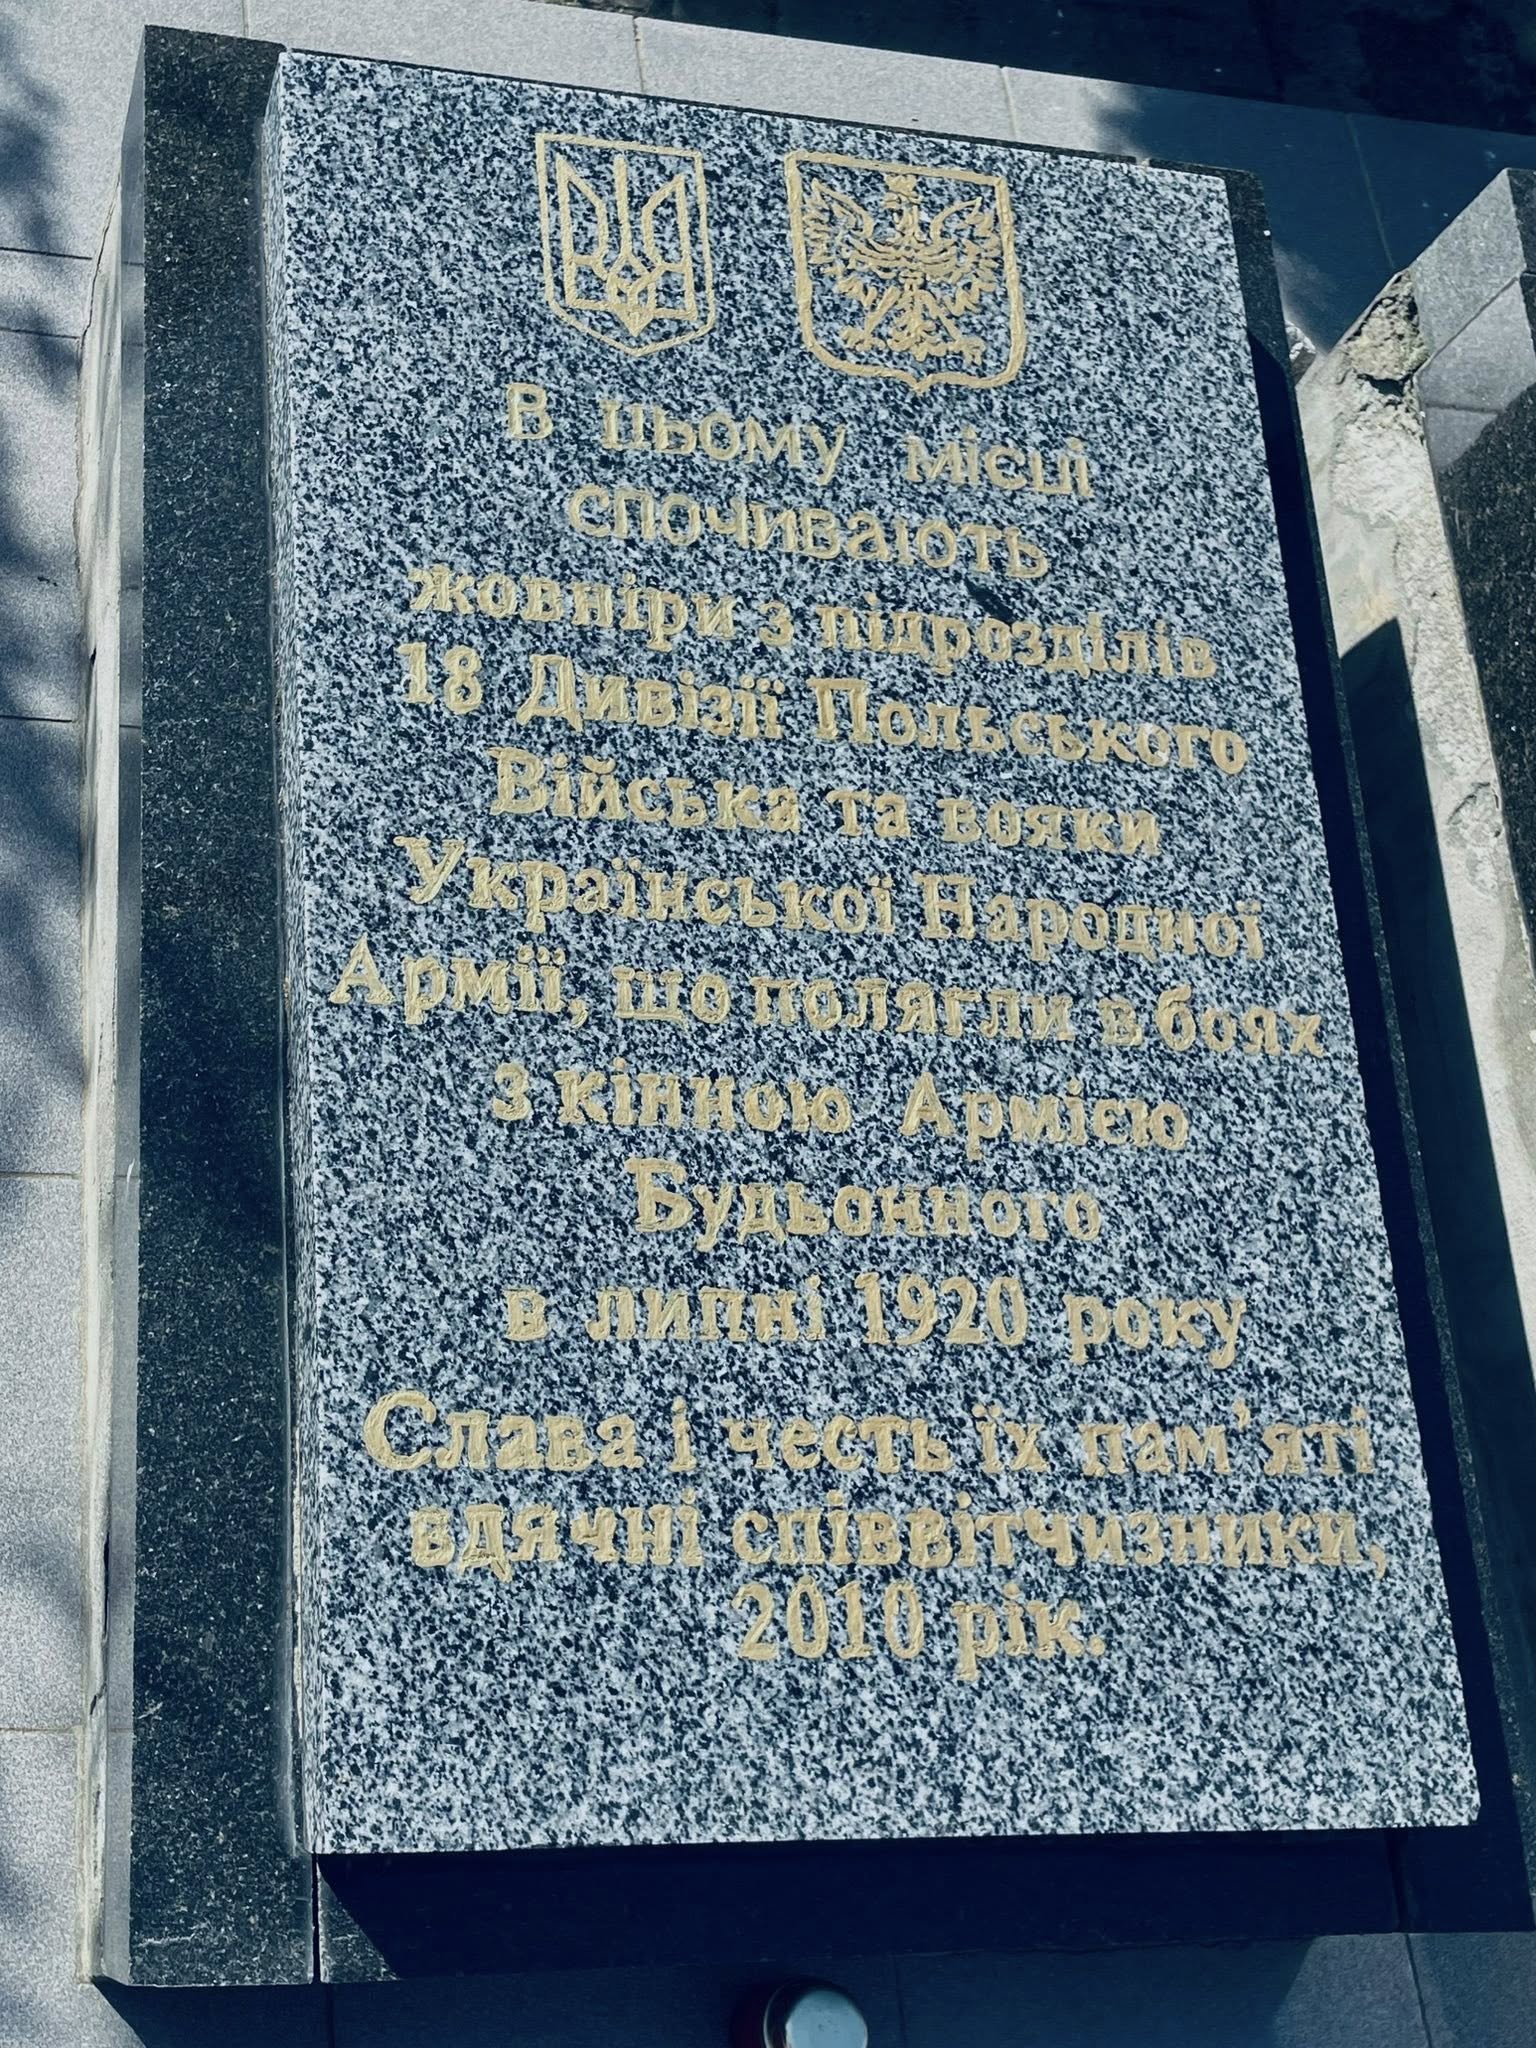 В цьому місці
спочивають
жовніри з підрозділів
18 Дивізії Польського
Війська та вояки
Української Народної
Армії, що полягли в боях
з кінною Армією
Будьонного
в липні 1920 року
Слава і честь їх пам'яті
вдячні співвітчизники,
2010 рік.